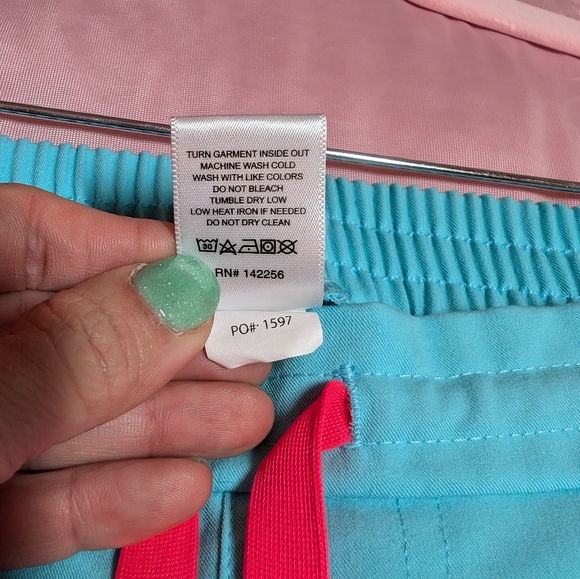 TURN GARMENT INSIDE OUT
MACHINE WASH COLD
WASH WITH LIKE COLORS
DO NOT BLEACH
TUMBLE DRY LOW
LOW HEAT IRON IF NEEDED
DO NOT DRY CLEAN
30
RN# 142256
PO# 1597